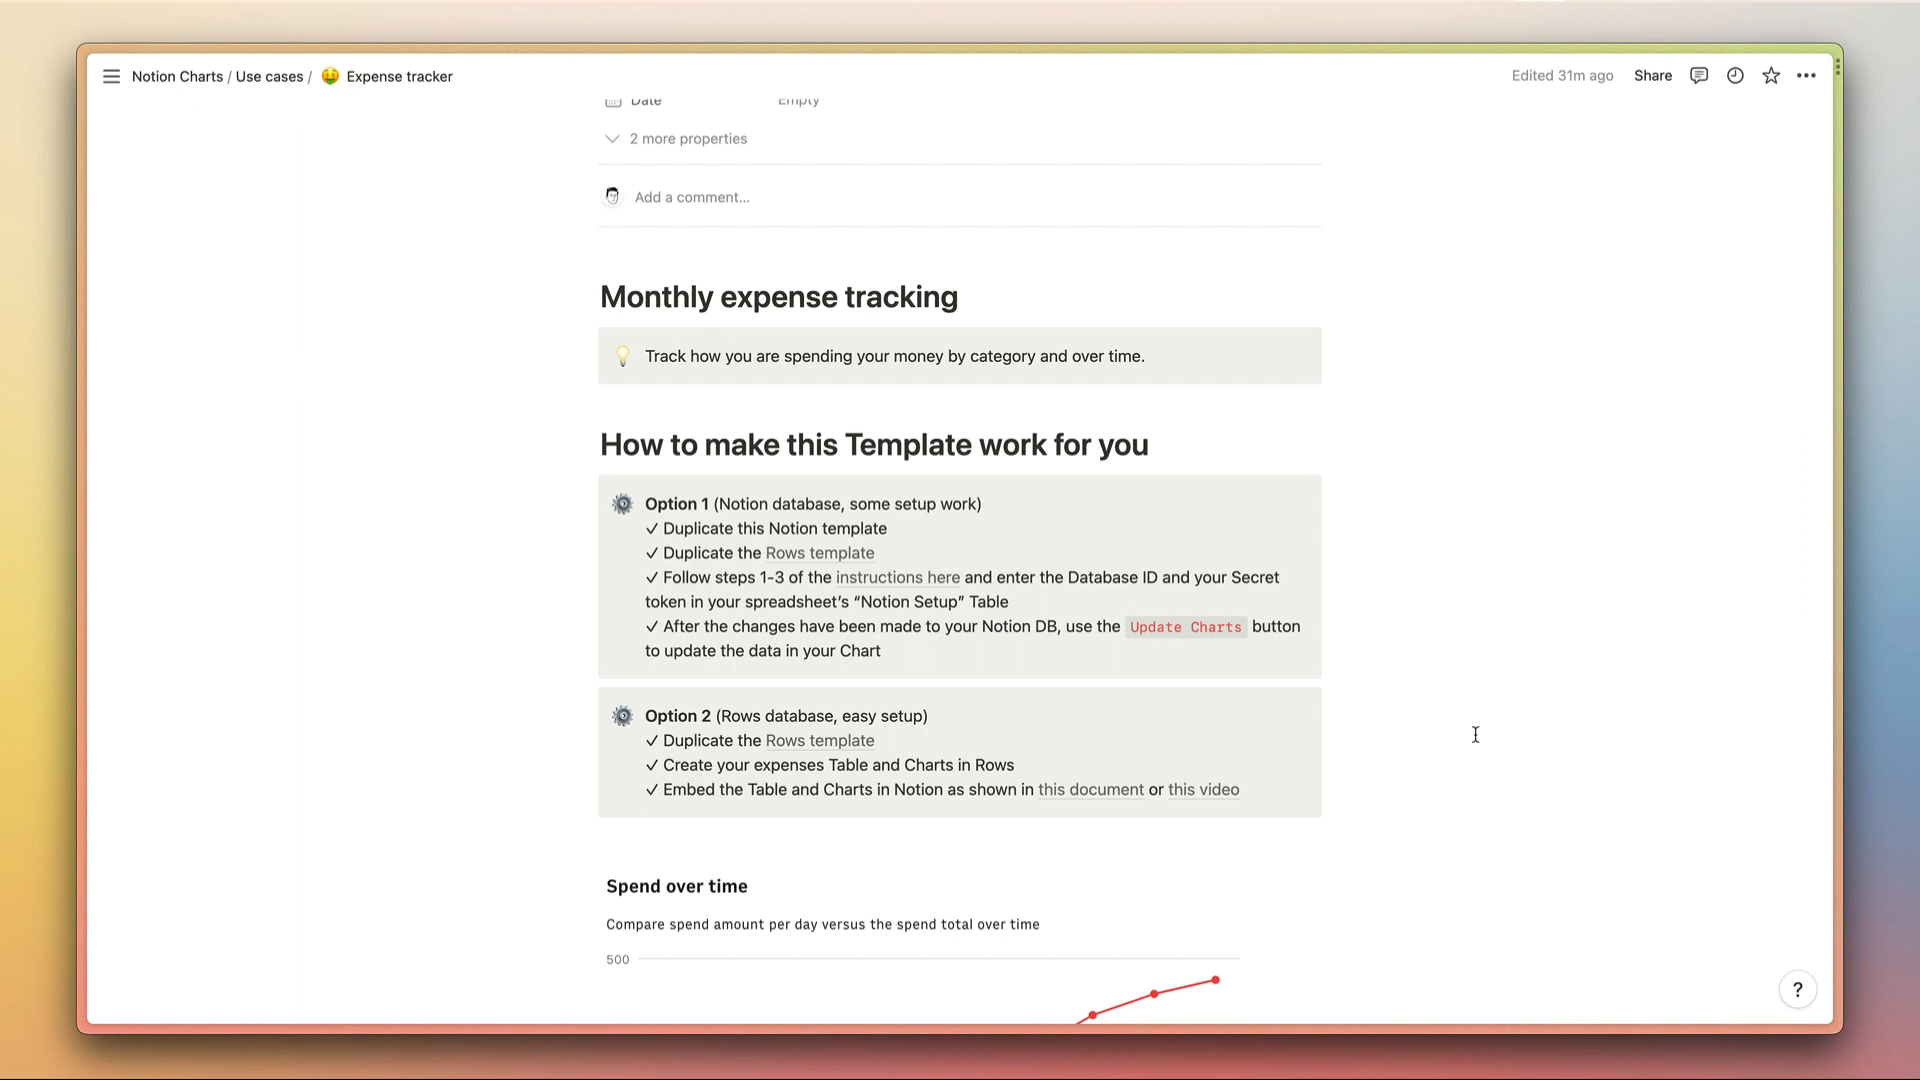 Notion Charts / Use cases / 🤑 Expense tracker
Edited 31m ago Share
Date Empty
2 more properties
Add a comment...
Monthly expense tracking
💡 Track how you are spending your money by category and over time.
How to make this Template work for you
⚙️ Option 1 (Notion database, some setup work)
✓ Duplicate this Notion template
✓ Duplicate the Rows template
✓ Follow steps 1-3 of the instructions here and enter the Database ID and your Secret
token in your spreadsheet's “Notion Setup” Table
✓ After the changes have been made to your Notion DB, use the Update Charts button
to update the data in your Chart
⚙️ Option 2 (Rows database, easy setup)
✓ Duplicate the Rows template
✓ Create your expenses Table and Charts in Rows
✓ Embed the Table and Charts in Notion as shown in this document or this video
Spend over time
Compare spend amount per day versus the spend total over time
500
?